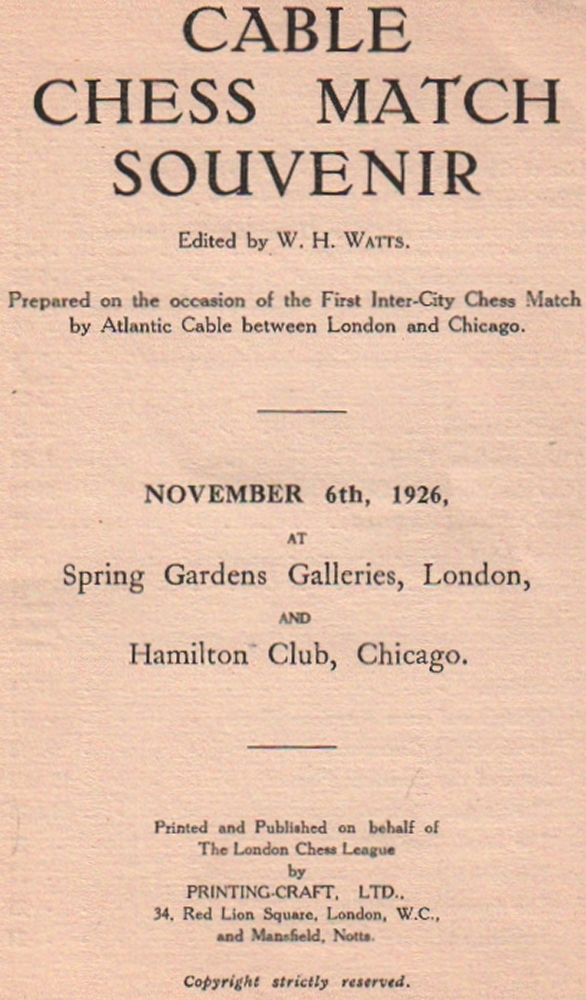 CABLE
CHESS MATCH
SOUVENIR
Edited by W. H. WATTS.
Prepared on the occasion of the First Inter-City Chess Match
by Atlantic Cable between London and Chicago.
NOVEMBER 6th, 1926,
AT
Spring Gardens Galleries, London,
AND
Hamilton Club, Chicago.
Printed and Published on behalf of
The London Chess League
by
PRINTING-CRAFT, LTD.,
34, Red Lion Square, London, W.C.,
and Mansfield, Notts.
Copyright strictly reserved.